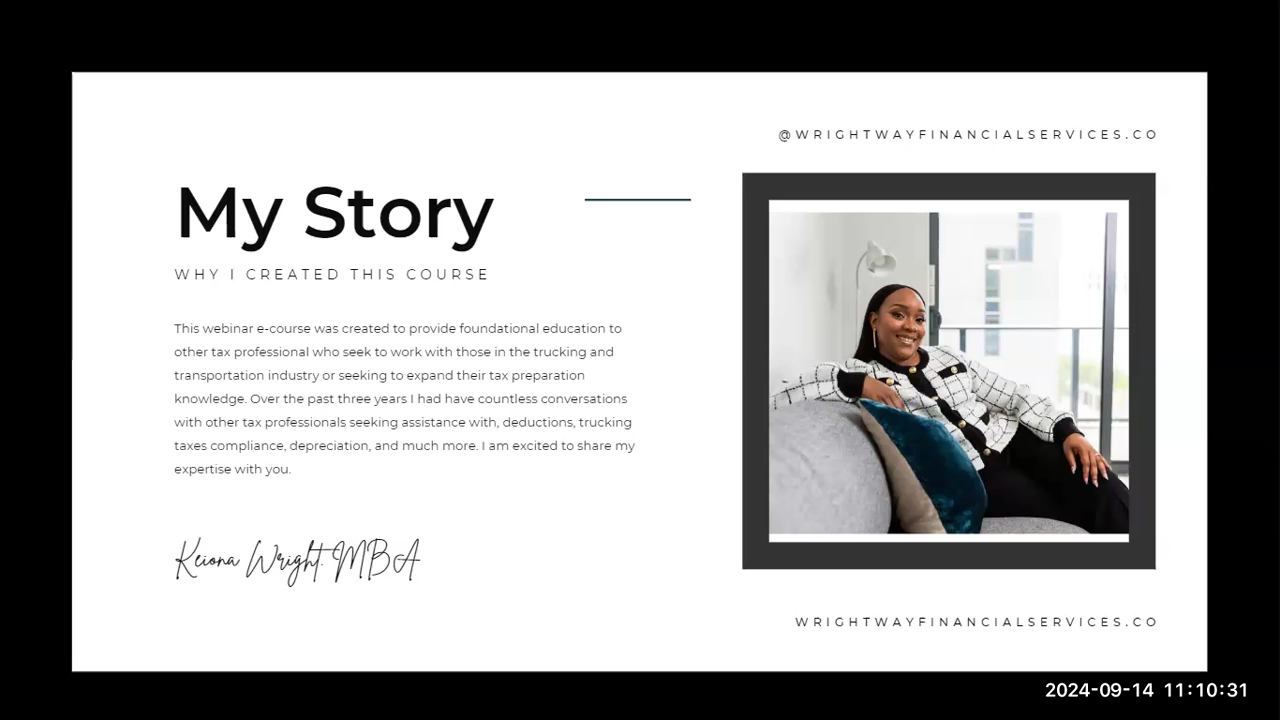 @WRIGHTWAYFINANCIALSERVICES.CO
My Story
WHY I CREATED THIS COURSE
This webinar e-course was created to provide foundational education to
other tax professional who seek to work with those in the trucking and
transportation industry or seeking to expand their tax preparation
knowledge. Over the past three years I had have countless conversations
with other tax professionals seeking assistance with, deductions, trucking
taxes compliance, depreciation, and much more. I am excited to share my
expertise with you.
Keiona Wright, MBA
WRIGHTWAYFINANCIALSERVICES.CO
2024-09-14 11:10:31